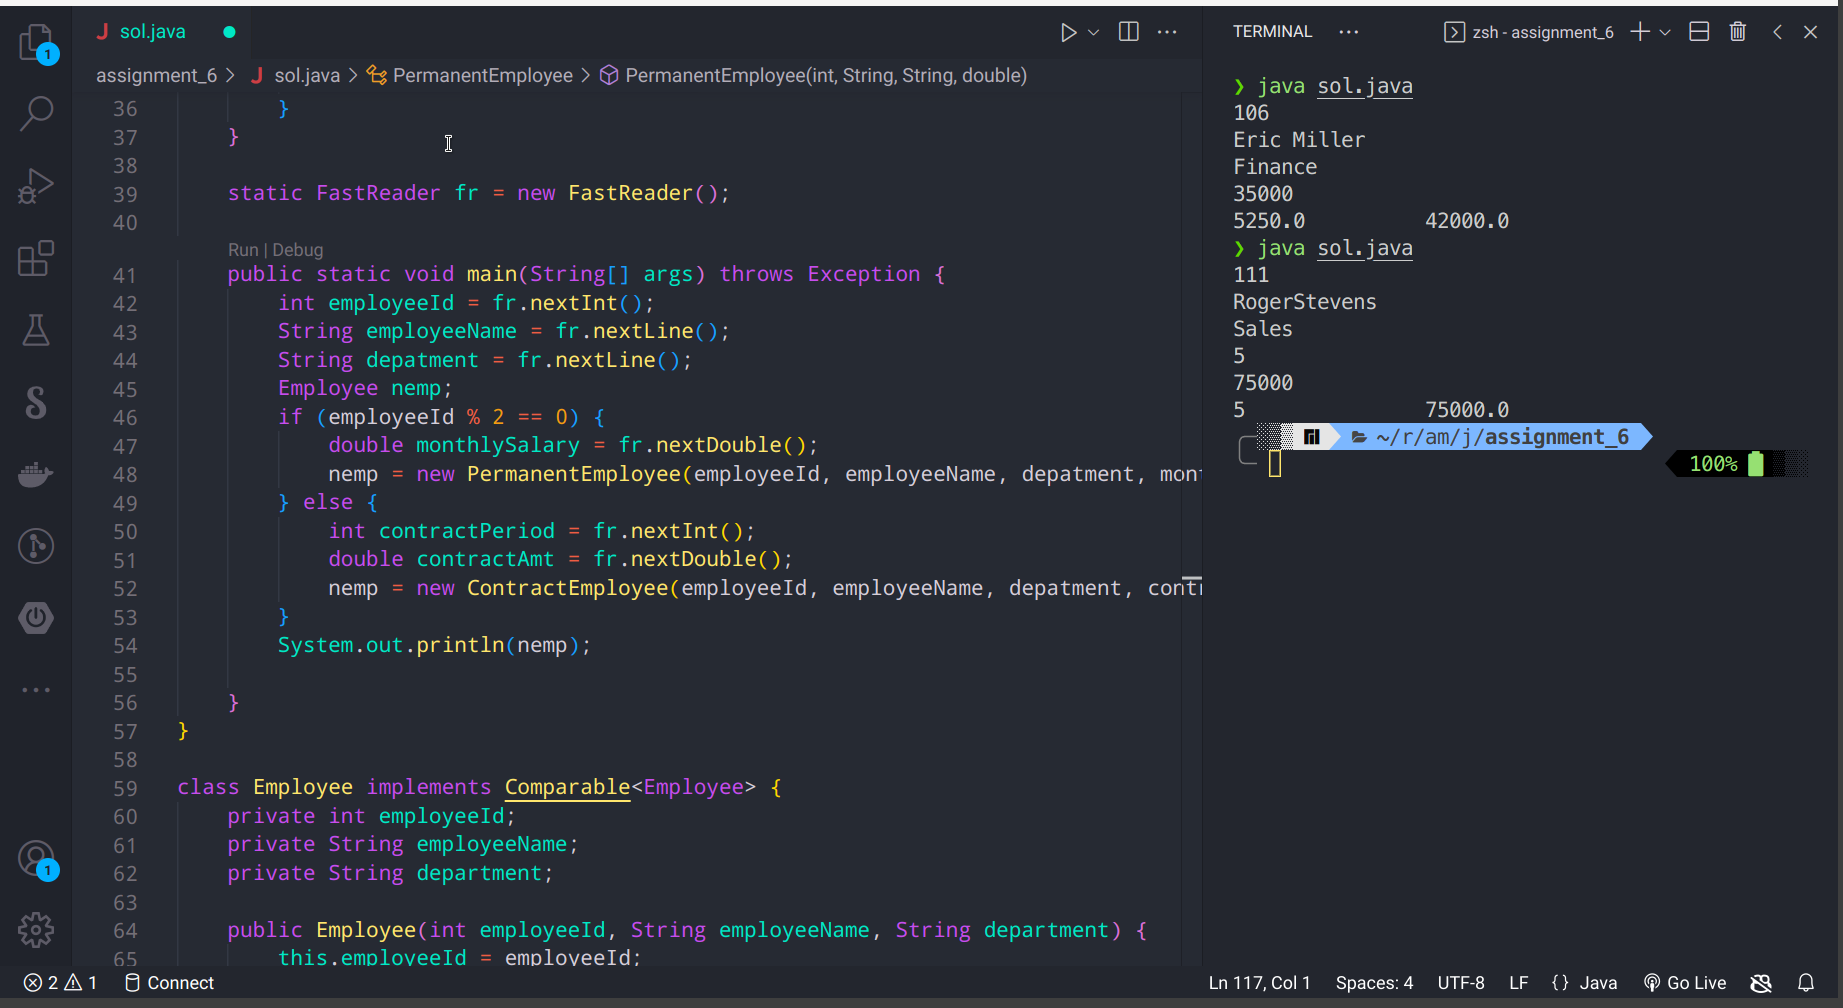 sol.java
TERMINAL
zsh - assignment_6
assignment_6 > sol.java > PermanentEmployee > PermanentEmployee(int, String, String, double)
36 }
37 }
38
39 static FastReader fr = new FastReader();
40
Run | Debug
41 public static void main(String[] args) throws Exception {
42 int employeeId = fr.nextInt();
43 String employeeName = fr.nextLine();
44 String depatment = fr.nextLine();
45 Employee nemp;
46 if (employeeId % 2 == 0) {
47 double monthlySalary = fr.nextDouble();
48 nemp = new PermanentEmployee(employeeId, employeeName, depatment, mon
49 } else {
50 int contractPeriod = fr.nextInt();
51 double contractAmt = fr.nextDouble();
52 nemp = new ContractEmployee(employeeId, employeeName, depatment, contr
53 }
54 System.out.println(nemp);
55
56 }
57 }
58
59 class Employee implements Comparable<Employee> {
60 private int employeeId;
61 private String employeeName;
62 private String department;
63
64 public Employee(int employeeId, String employeeName, String department) {
65 this.employeeId = employeeId;
❯ java sol.java
106
Eric Miller
Finance
35000
5250.0 42000.0
❯ java sol.java
111
RogerStevens
Sales
5
75000
5 75000.0
~/r/am/j/assignment_6
100%
1
1
2 1 Connect
Ln 117, Col 1 Spaces: 4 UTF-8 LF {} Java Go Live